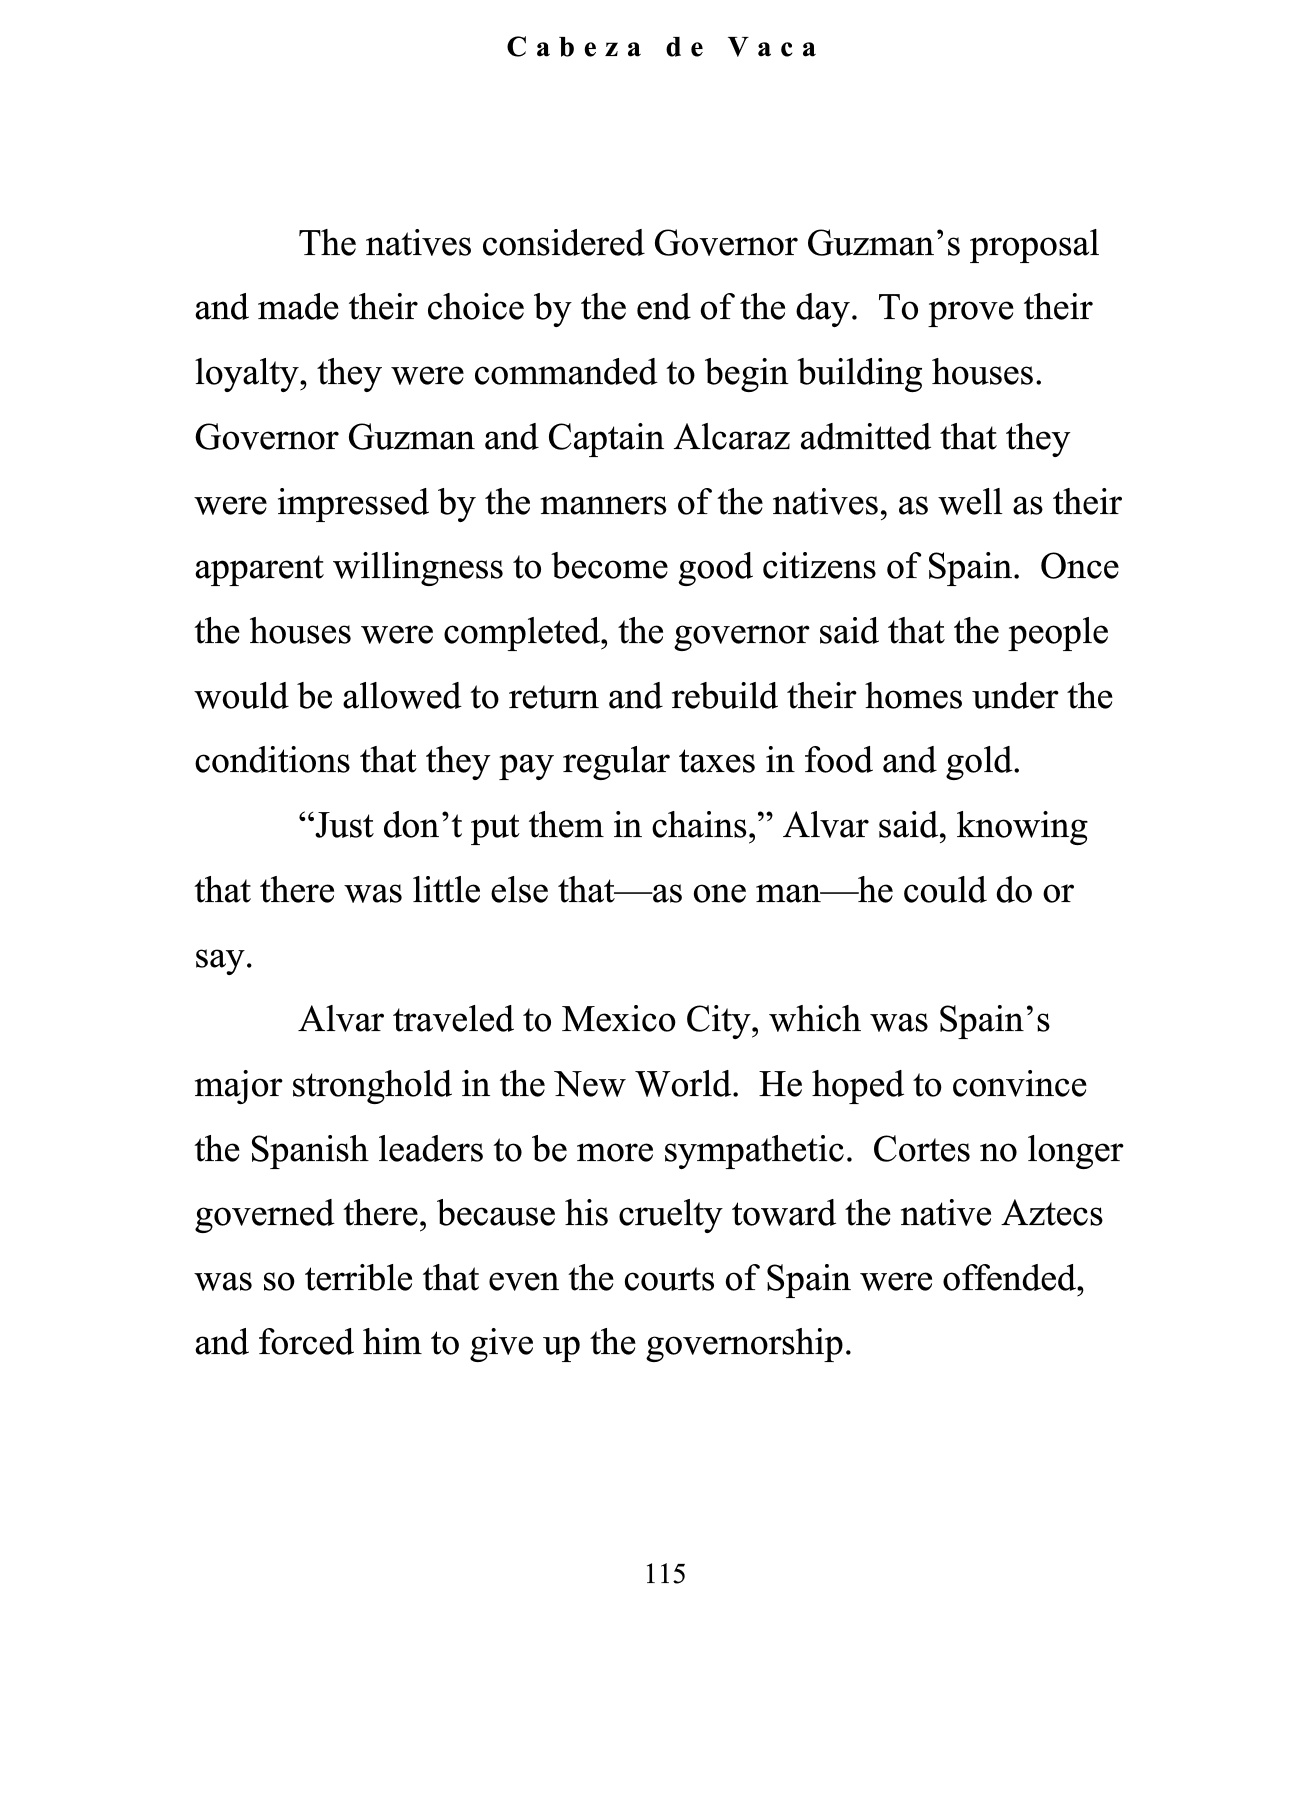 Cabeza de Vaca
The natives considered Governor Guzman’s proposal
and made their choice by the end of the day.  To prove their
loyalty, they were commanded to begin building houses.
Governor Guzman and Captain Alcaraz admitted that they
were impressed by the manners of the natives, as well as their
apparent willingness to become good citizens of Spain.  Once
the houses were completed, the governor said that the people
would be allowed to return and rebuild their homes under the
conditions that they pay regular taxes in food and gold.
“Just don’t put them in chains,” Alvar said, knowing
that there was little else that—as one man—he could do or
say.
Alvar traveled to Mexico City, which was Spain’s
major stronghold in the New World.  He hoped to convince
the Spanish leaders to be more sympathetic.  Cortes no longer
governed there, because his cruelty toward the native Aztecs
was so terrible that even the courts of Spain were offended,
and forced him to give up the governorship.
115